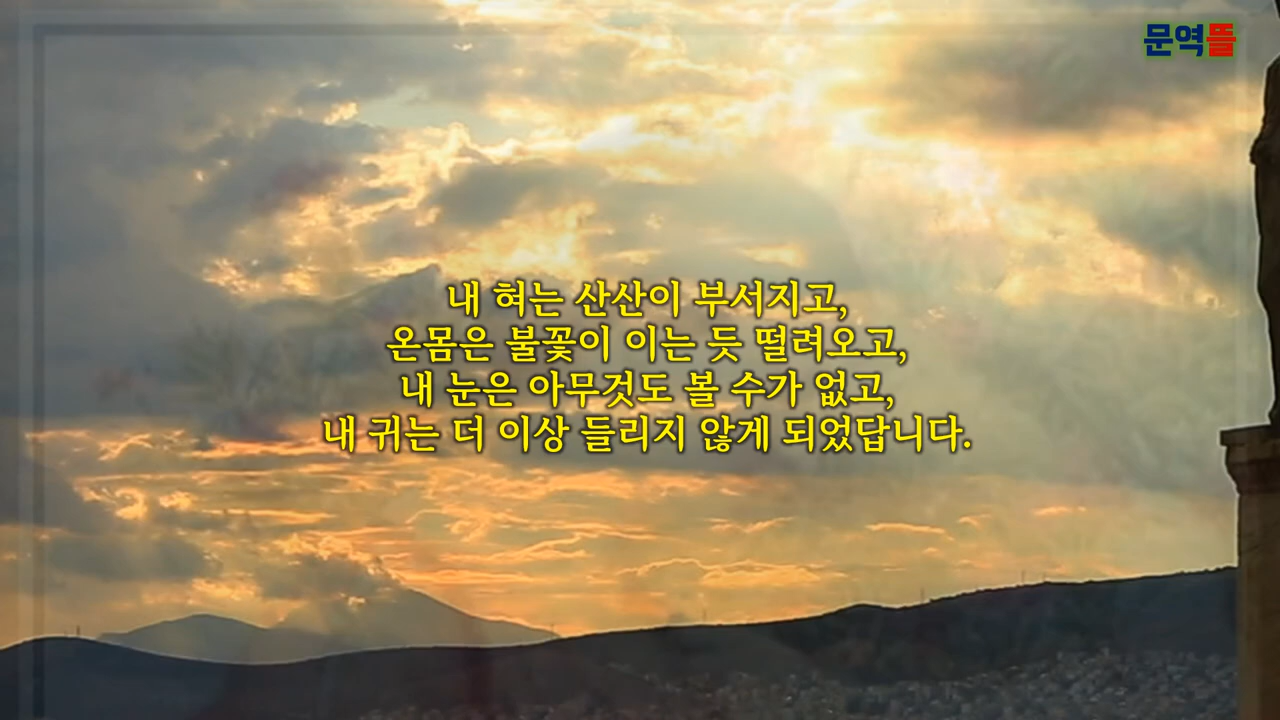 문역뜰
내 혀는 산산이 부서지고,
온몸은 불꽃이 이는 듯 떨려오고,
내 눈은 아무것도 볼 수가 없고,
내 귀는 더 이상 들리지 않게 되었답니다.